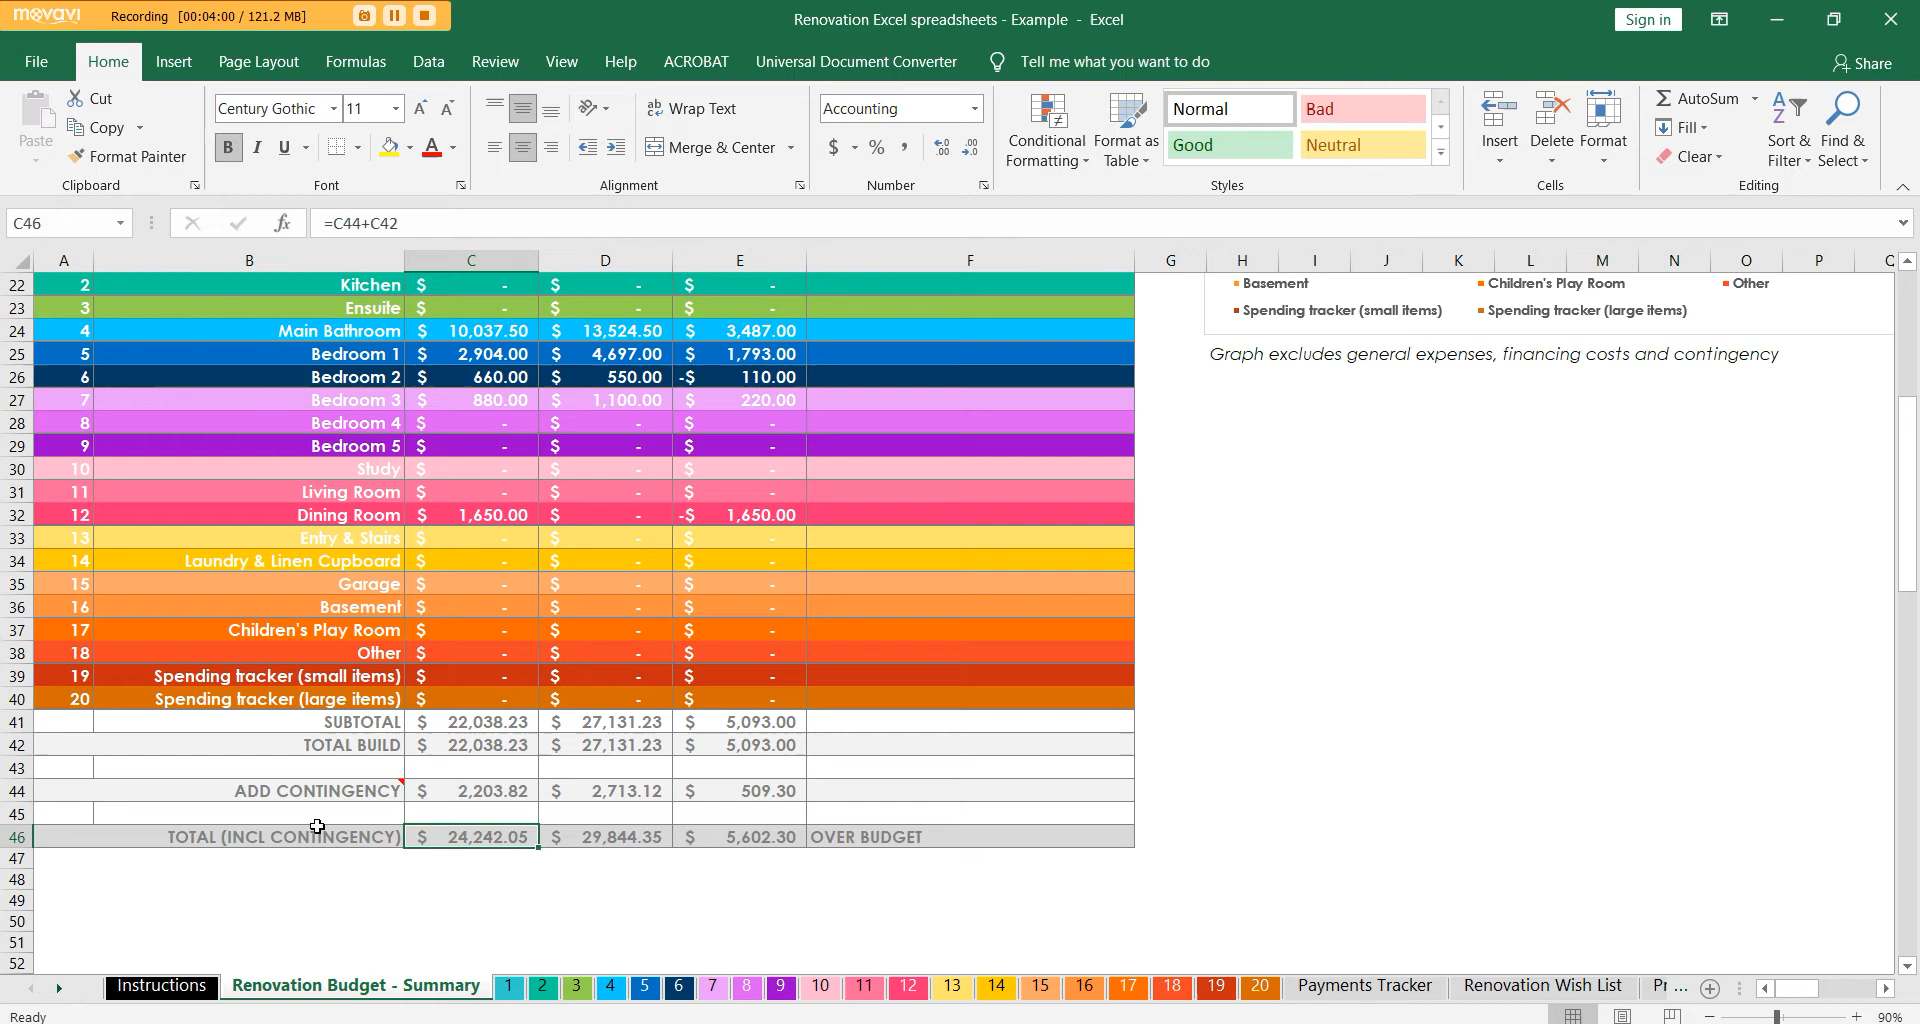 movavi Recording [00:04:00 / 121.2 MB]
Renovation Excel spreadsheets - Example - Excel
Sign in
File Home Insert Page Layout Formulas Data Review View Help ACROBAT Universal Document Converter Tell me what you want to do Share
Paste
Cut
Copy
Format Painter
Clipboard
Century Gothic 11
B I U A
Font
ab Wrap Text
Merge & Center
Alignment
Accounting
$ % ,
Number
Conditional Formatting
Format as Table
Normal Bad
Good Neutral
Styles
Insert Delete Format
Cells
AutoSum
Fill
Clear
Sort & Filter
Find & Select
Editing
C46 fx =C44+C42
A B C D E F G H I J K L M N O P
22 2 Kitchen $ - $ - $ -
23 3 Ensuite $ - $ - $ -
24 4 Main Bathroom $ 10,037.50 $ 13,524.50 $ 3,487.00
25 5 Bedroom 1 $ 2,904.00 $ 4,697.00 $ 1,793.00
26 6 Bedroom 2 $ 660.00 $ 550.00 -$ 110.00
27 7 Bedroom 3 $ 880.00 $ 1,100.00 $ 220.00
28 8 Bedroom 4 $ - $ - $ -
29 9 Bedroom 5 $ - $ - $ -
30 10 Study $ - $ - $ -
31 11 Living Room $ - $ - $ -
32 12 Dining Room $ 1,650.00 $ - -$ 1,650.00
33 13 Entry & Stairs $ - $ - $ -
34 14 Laundry & Linen Cupboard $ - $ - $ -
35 15 Garage $ - $ - $ -
36 16 Basement $ - $ - $ -
37 17 Children's Play Room $ - $ - $ -
38 18 Other $ - $ - $ -
39 19 Spending tracker (small items) $ - $ - $ -
40 20 Spending tracker (large items) $ - $ - $ -
41 SUBTOTAL $ 22,038.23 $ 27,131.23 $ 5,093.00
42 TOTAL BUILD $ 22,038.23 $ 27,131.23 $ 5,093.00
43
44 ADD CONTINGENCY $ 2,203.82 $ 2,713.12 $ 509.30
45
46 TOTAL (INCL CONTINGENCY) $ 24,242.05 $ 29,844.35 $ 5,602.30 OVER BUDGET
47
48
49
50
51
52
Basement Children's Play Room Other
Spending tracker (small items) Spending tracker (large items)
Graph excludes general expenses, financing costs and contingency
Instructions Renovation Budget - Summary 1 2 3 4 5 6 7 8 9 10 11 12 13 14 15 16 17 18 19 20 Payments Tracker Renovation Wish List Pr ...
Ready 90%